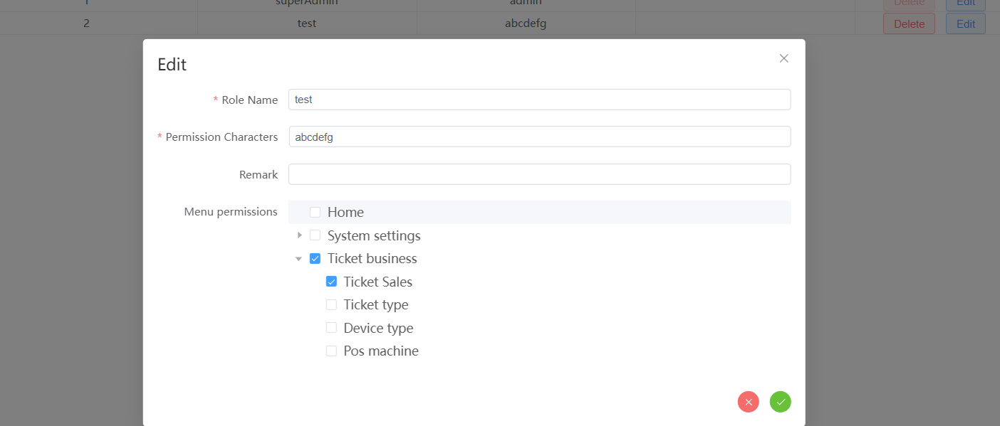 1 superAdmin admin Delete Edit
2 test abcdefg Delete Edit
Edit
* Role Name test
* Permission Characters abcdefg
Remark
Menu permissions Home
System settings
Ticket business
Ticket Sales
Ticket type
Device type
Pos machine